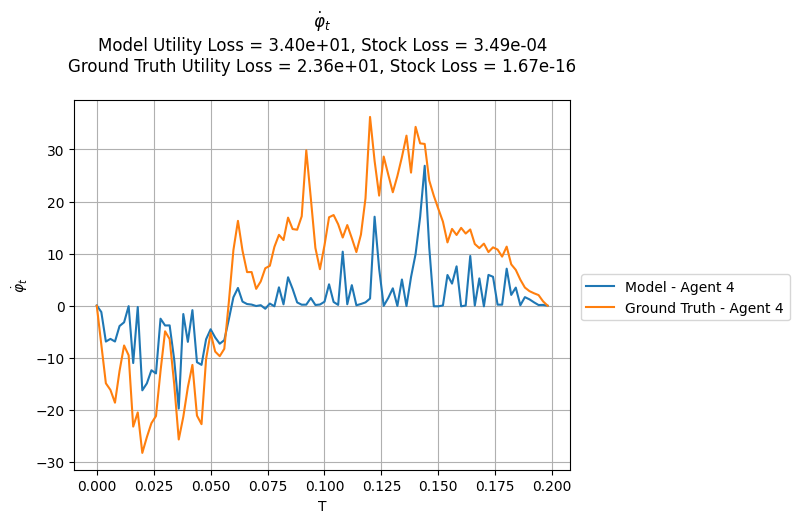 φ̇ₜ
Model Utility Loss = 3.40e+01, Stock Loss = 3.49e-04
Ground Truth Utility Loss = 2.36e+01, Stock Loss = 1.67e-16
30
20
10
0
−10
−20
−30
φ̇ₜ
0.000 0.025 0.050 0.075 0.100 0.125 0.150 0.175 0.200
T
Model - Agent 4
Ground Truth - Agent 4